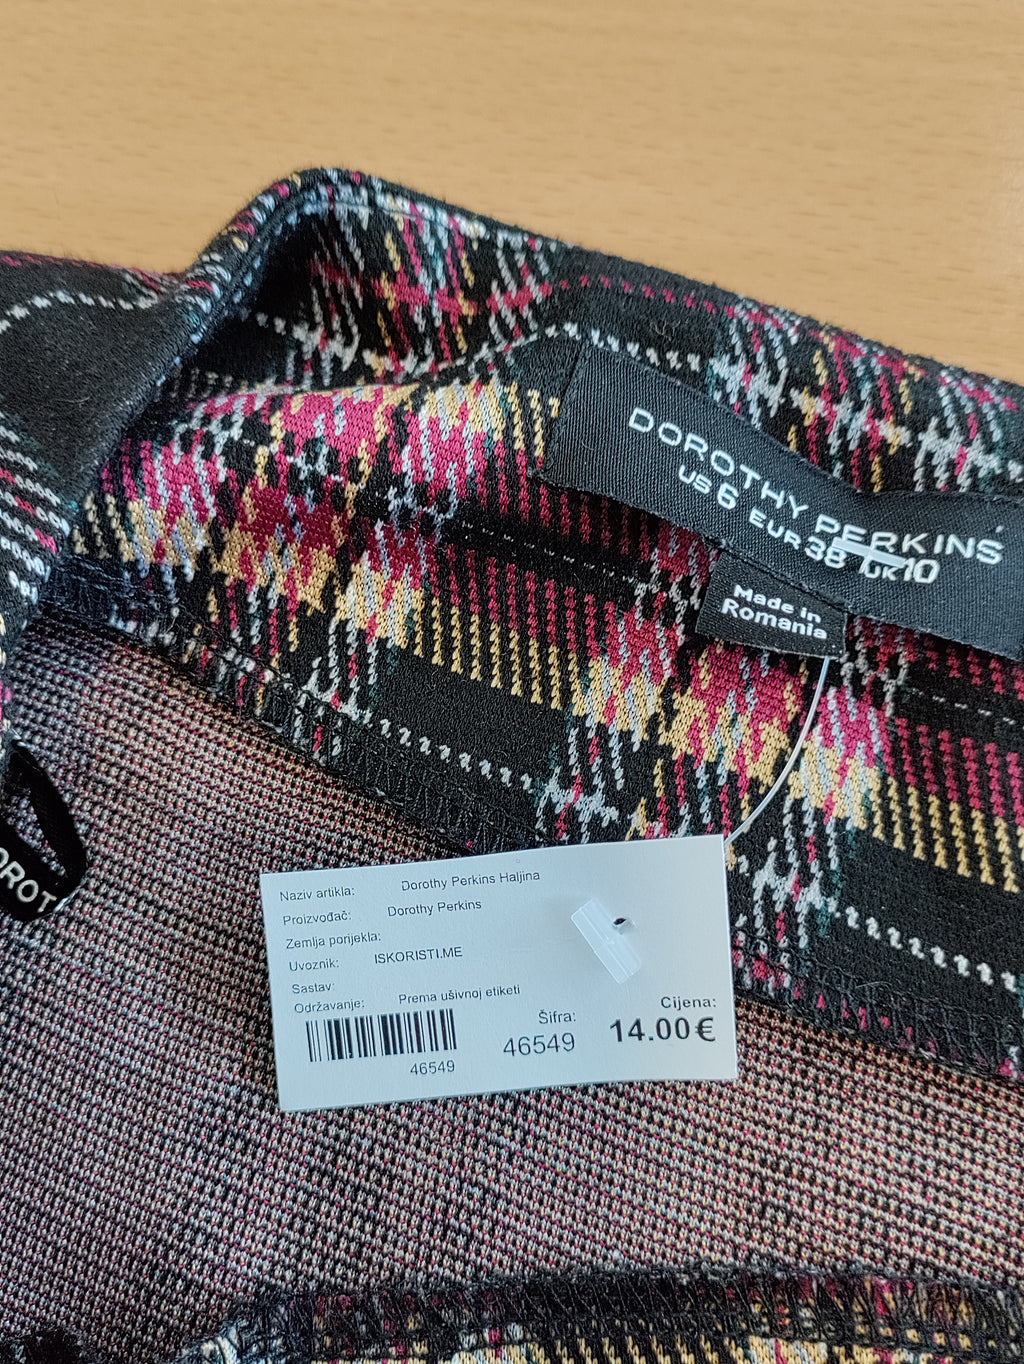 DOROTHY PERKINS
US 6 EUR 38 UK 10
Made in
Romania
OROT
Naziv artikla: Dorothy Perkins Haljina
Proizvođač: Dorothy Perkins
Zemlja porijekla:
Uvoznik: ISKORISTI.ME
Sastav:
Održavanje: Prema ušivnoj etiketi
46549
Šifra:
46549
Cijena:
14.00€